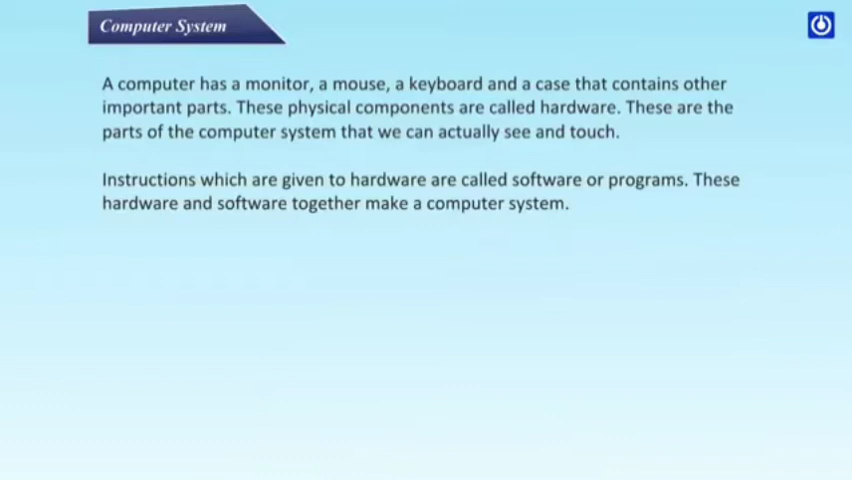 Computer System
A computer has a monitor, a mouse, a keyboard and a case that contains other
important parts. These physical components are called hardware. These are the
parts of the computer system that we can actually see and touch.
Instructions which are given to hardware are called software or programs. These
hardware and software together make a computer system.